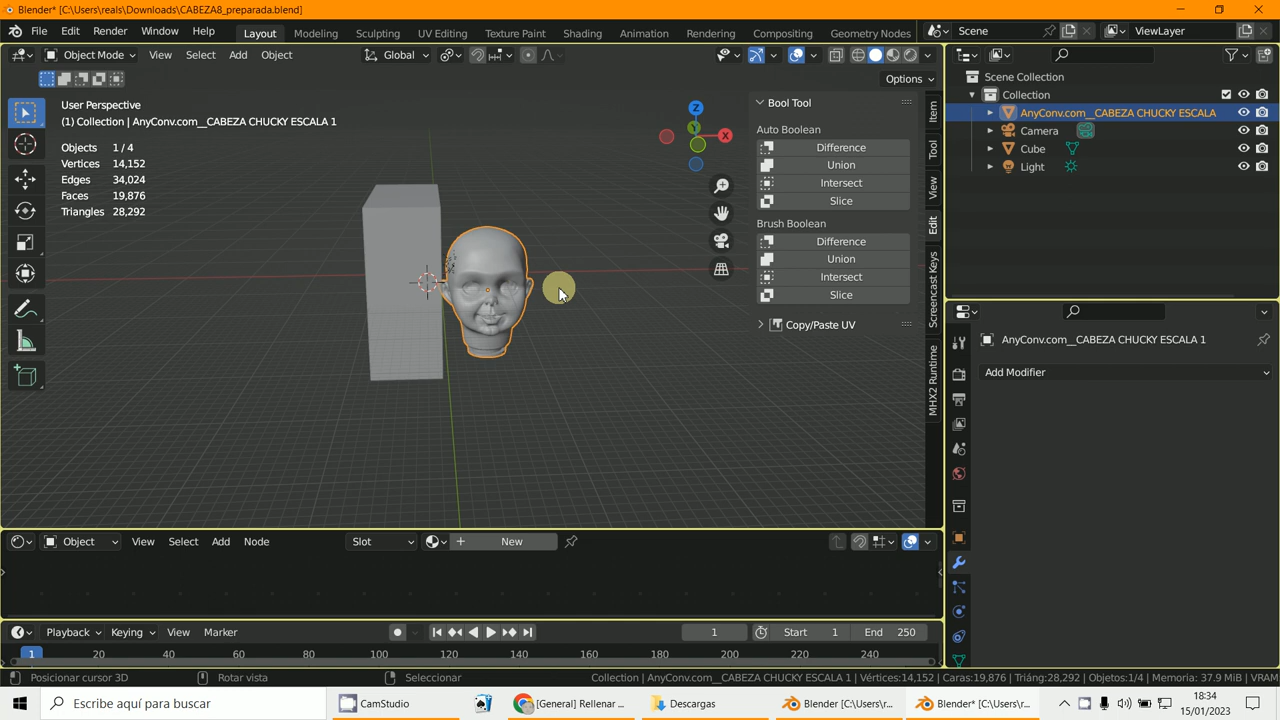 Blender* [C:\Users\reals\Downloads\CABEZA8_preparada.blend]
File Edit Render Window Help Layout Modeling Sculpting UV Editing Texture Paint Shading Animation Rendering Compositing Geometry Nodes Scene ViewLayer
Object Mode View Select Add Object Global
Options
User Perspective
(1) Collection | AnyConv.com__CABEZA CHUCKY ESCALA 1
Objects 1 / 4
Vertices 14,152
Edges 34,024
Faces 19,876
Triangles 28,292
Z
Y
X
Bool Tool
Auto Boolean
Difference
Union
Intersect
Slice
Brush Boolean
Difference
Union
Intersect
Slice
Copy/Paste UV
Item
Tool
View
Edit
Screencast Keys
MHX2 Runtime
Scene Collection
Collection
AnyConv.com__CABEZA CHUCKY ESCALA
Camera
Cube
Light
AnyConv.com__CABEZA CHUCKY ESCALA 1
Add Modifier
Object View Select Add Node Slot New
Playback Keying View Marker 1 Start 1 End 250
1 20 40 60 80 100 120 140 160 180 200 220 240
Posicionar cursor 3D Rotar vista Seleccionar Collection | AnyConv.com__CABEZA CHUCKY ESCALA 1 | Vértices:14,152 | Caras:19,876 | Triáng:28,292 | Objetos:1/4 | Memoria: 37.9 MiB | VRAM
Escribe aquí para buscar CamStudio [General] Rellenar ... Descargas Blender [C:\Users\r... Blender* [C:\Users\r...
18:34
15/01/2023